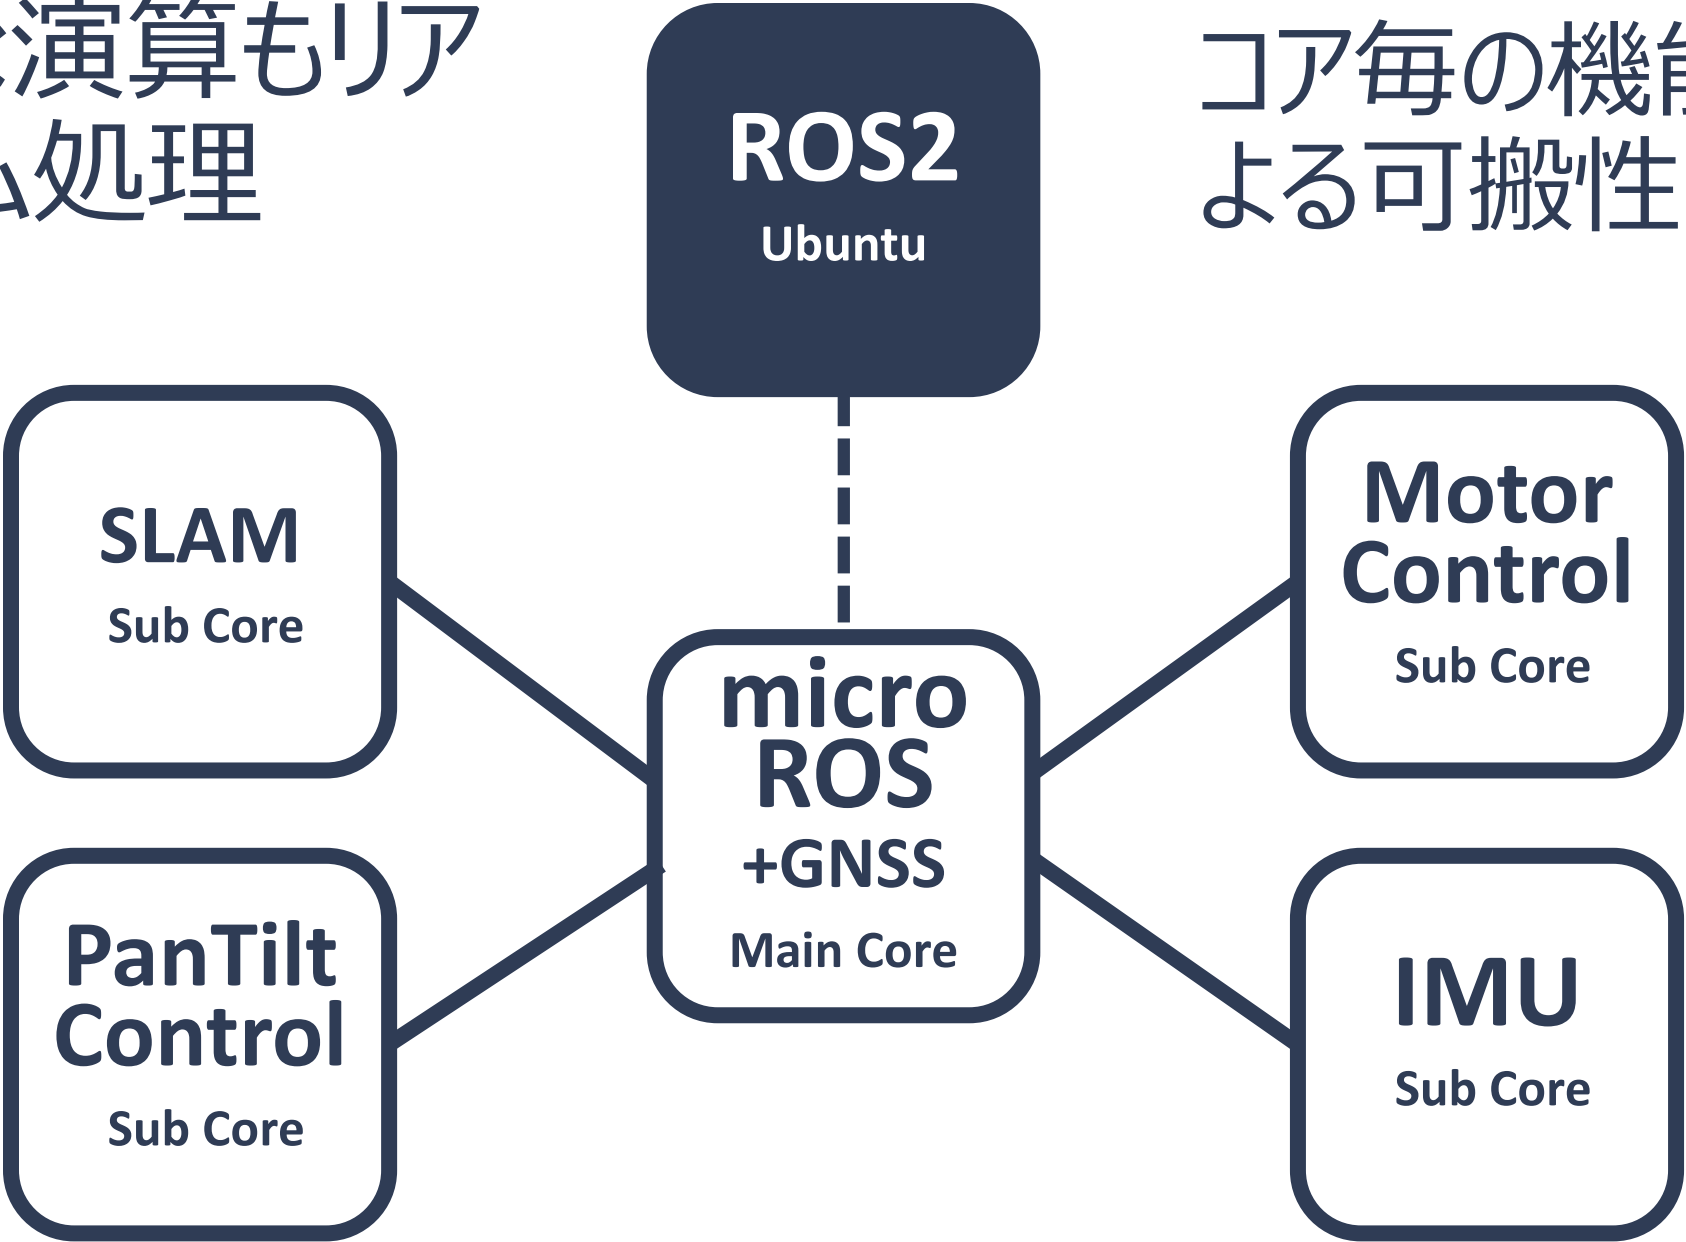 演算もリア
ム処理
コア毎の機能
よる可搬性
ROS2
Ubuntu
SLAM
Sub Core
Motor
Control
Sub Core
micro
ROS
+GNSS
Main Core
PanTilt
Control
Sub Core
IMU
Sub Core